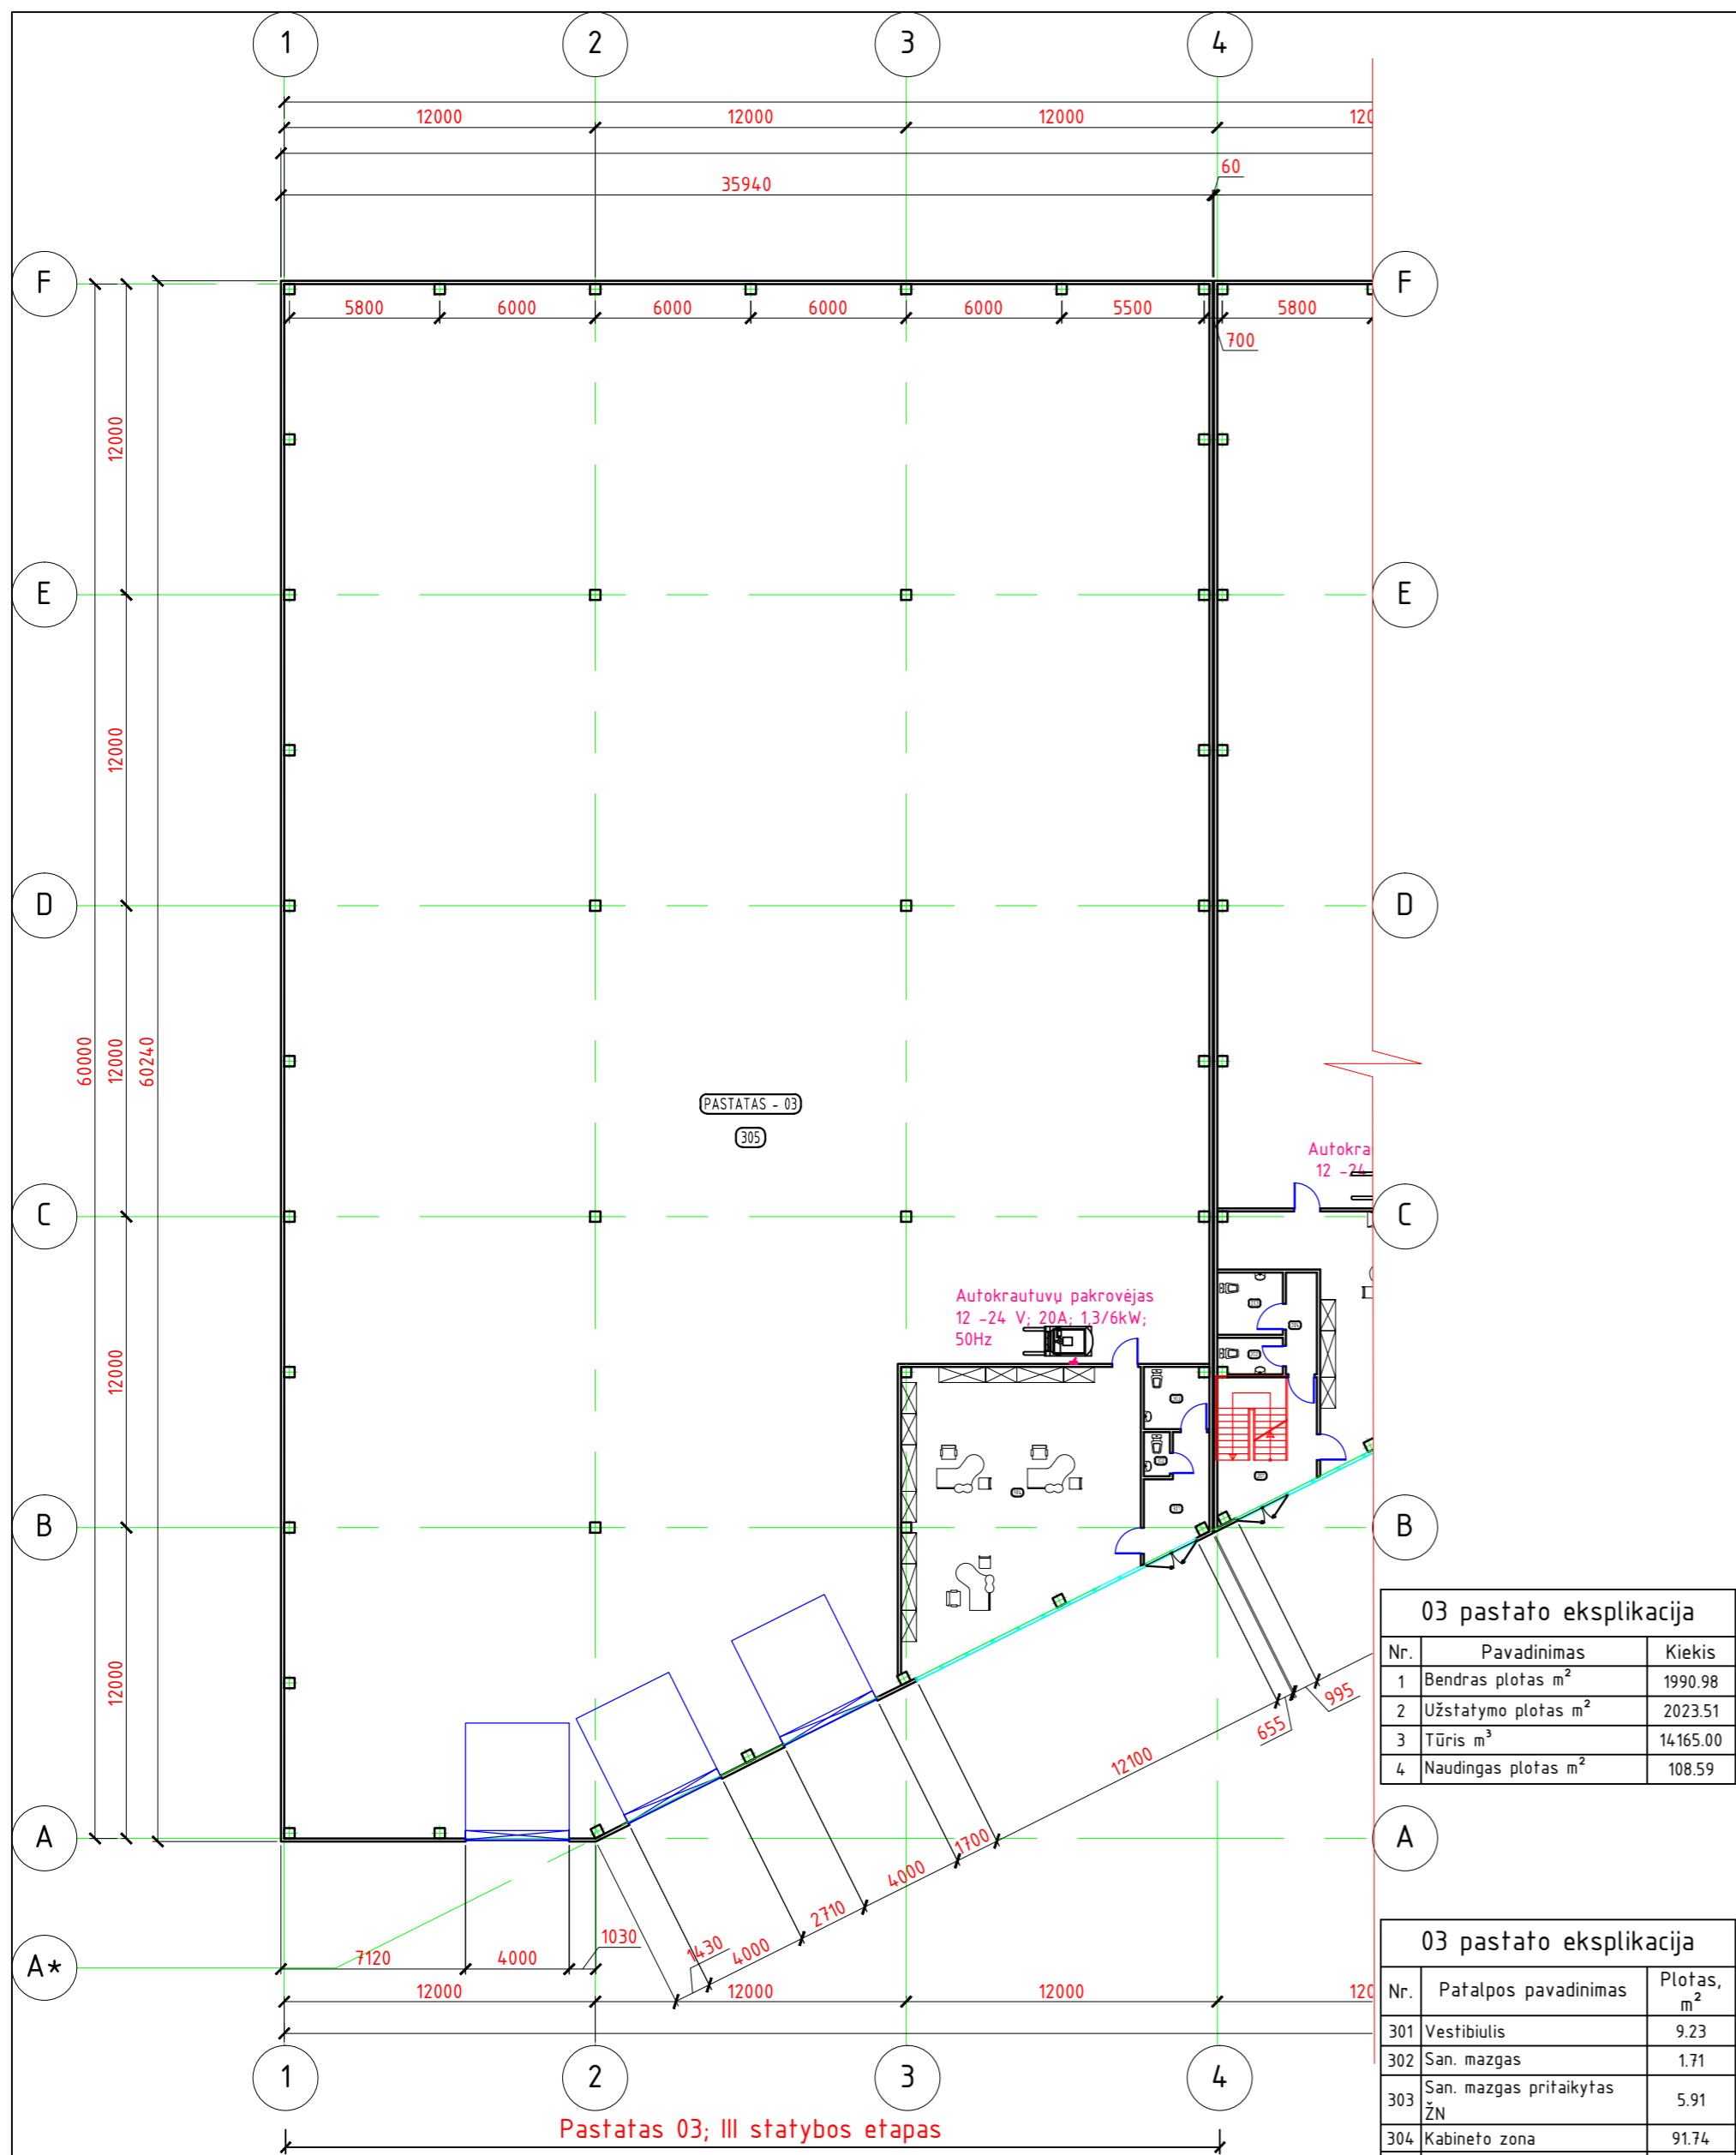 1 2 3 4
12000 12000 12000 120
60
35940
F F
5800 6000 6000 6000 6000 5500 5800
700
12000
E E
12000
D D
60000 12000 60240
PASTATAS - 03
305
Autokra
12 -24
C C
Autokrautuvų pakrovėjas
12 -24 V; 20A; 1,3/6kW;
50Hz
12000
B B
12000
995
655
12100
1700
4000
2710
4000
1430
A A
1030
7120 4000
A*
12000 12000 12000 120
1 2 3 4
Pastatas 03; III statybos etapas
03 pastato eksplikacija
Nr. Pavadinimas Kiekis
1 Bendras plotas m² 1990.98
2 Užstatymo plotas m² 2023.51
3 Tūris m³ 14165.00
4 Naudingas plotas m² 108.59
03 pastato eksplikacija
Nr. Patalpos pavadinimas Plotas,
m²
301 Vestibiulis 9.23
302 San. mazgas 1.71
303 San. mazgas pritaikytas
ŽN 5.91
304 Kabineto zona 91.74